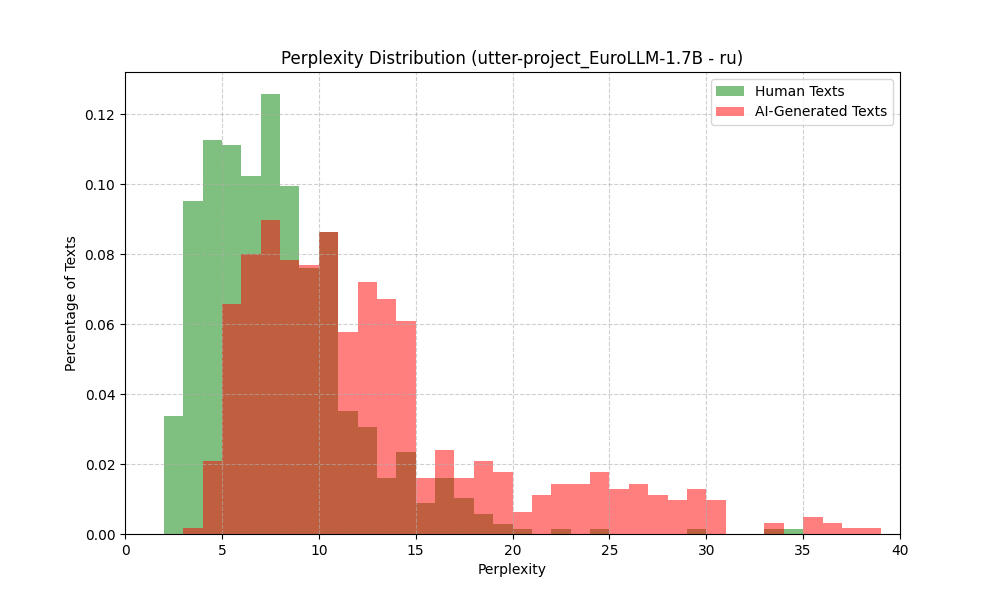 Perplexity Distribution (utter-project_EuroLLM-1.7B - ru)
Human Texts
AI-Generated Texts
Percentage of Texts
0.12
0.10
0.08
0.06
0.04
0.02
0.00
0 5 10 15 20 25 30 35 40
Perplexity